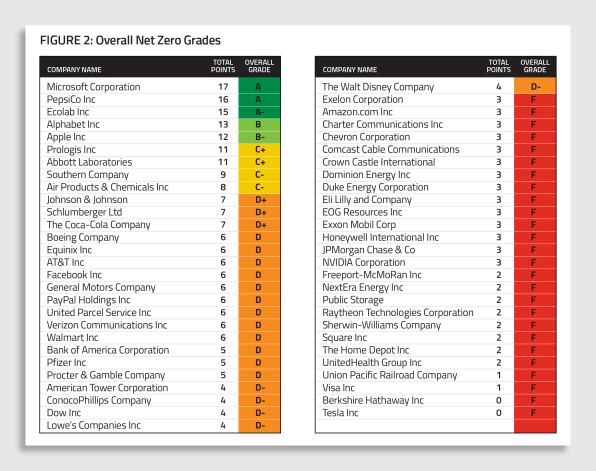 FIGURE 2: Overall Net Zero Grades
COMPANY NAME TOTAL POINTS OVERALL GRADE
Microsoft Corporation 17 A
PepsiCo Inc 16 A
Ecolab Inc 15 A-
Alphabet Inc 13 B
Apple Inc 12 B-
Prologis Inc 11 C+
Abbott Laboratories 11 C+
Southern Company 9 C-
Air Products & Chemicals Inc 8 C-
Johnson & Johnson 7 D+
Schlumberger Ltd 7 D+
The Coca-Cola Company 7 D+
Boeing Company 6 D
Equinix Inc 6 D
AT&T Inc 6 D
Facebook Inc 6 D
General Motors Company 6 D
PayPal Holdings Inc 6 D
United Parcel Service Inc 6 D
Verizon Communications Inc 6 D
Walmart Inc 6 D
Bank of America Corporation 5 D
Pfizer Inc 5 D
Procter & Gamble Company 5 D
American Tower Corporation 4 D-
ConocoPhillips Company 4 D-
Dow Inc 4 D-
Lowe's Companies Inc 4 D-
COMPANY NAME TOTAL POINTS OVERALL GRADE
The Walt Disney Company 4 D-
Exelon Corporation 3 F
Amazon.com Inc 3 F
Charter Communications Inc 3 F
Chevron Corporation 3 F
Comcast Cable Communications 3 F
Crown Castle International 3 F
Dominion Energy Inc 3 F
Duke Energy Corporation 3 F
Eli Lilly and Company 3 F
EOG Resources Inc 3 F
Exxon Mobil Corp 3 F
Honeywell International Inc 3 F
JPMorgan Chase & Co 3 F
NVIDIA Corporation 3 F
Freeport-McMoRan Inc 2 F
NextEra Energy Inc 2 F
Public Storage 2 F
Raytheon Technologies Corporation 2 F
Sherwin-Williams Company 2 F
Square Inc 2 F
The Home Depot Inc 2 F
UnitedHealth Group Inc 2 F
Union Pacific Railroad Company 1 F
Visa Inc 1 F
Berkshire Hathaway Inc 0 F
Tesla Inc 0 F